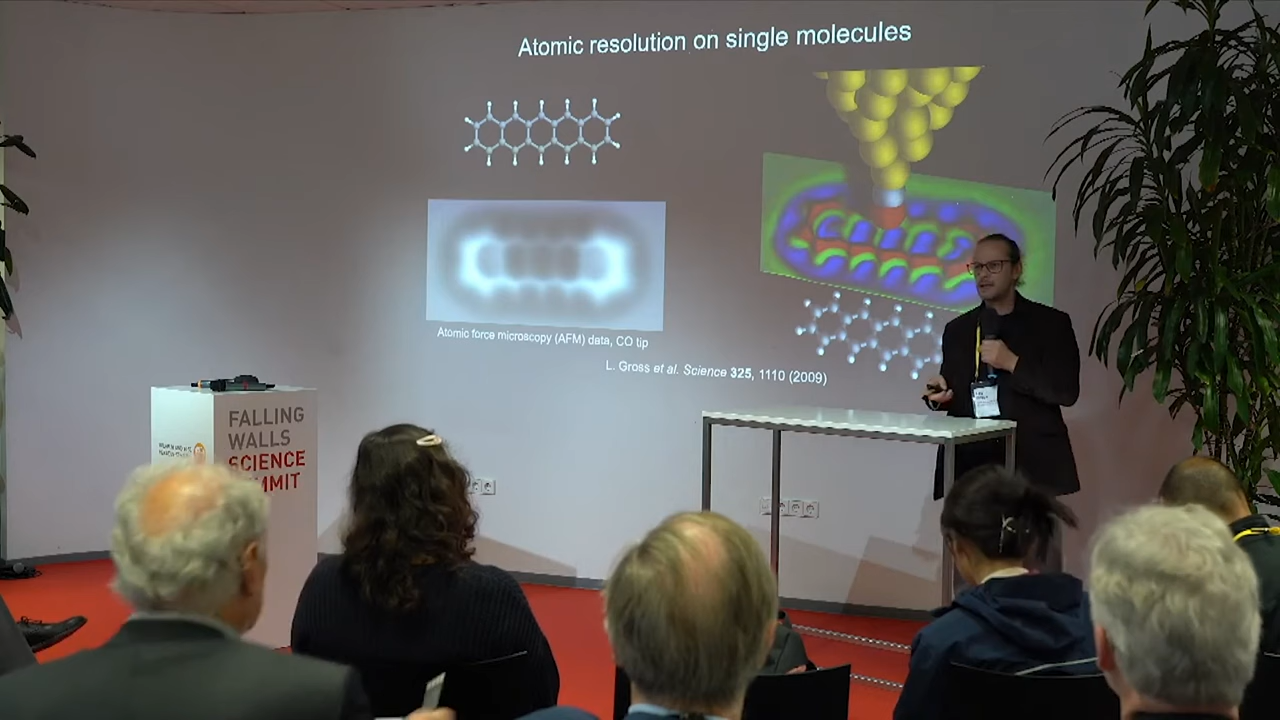 Atomic resolution on single molecules
Atomic force microscopy (AFM) data, CO tip
L. Gross et al. Science 325, 1110 (2009)
FALLING
WALLS
SCIENCE
MMIT